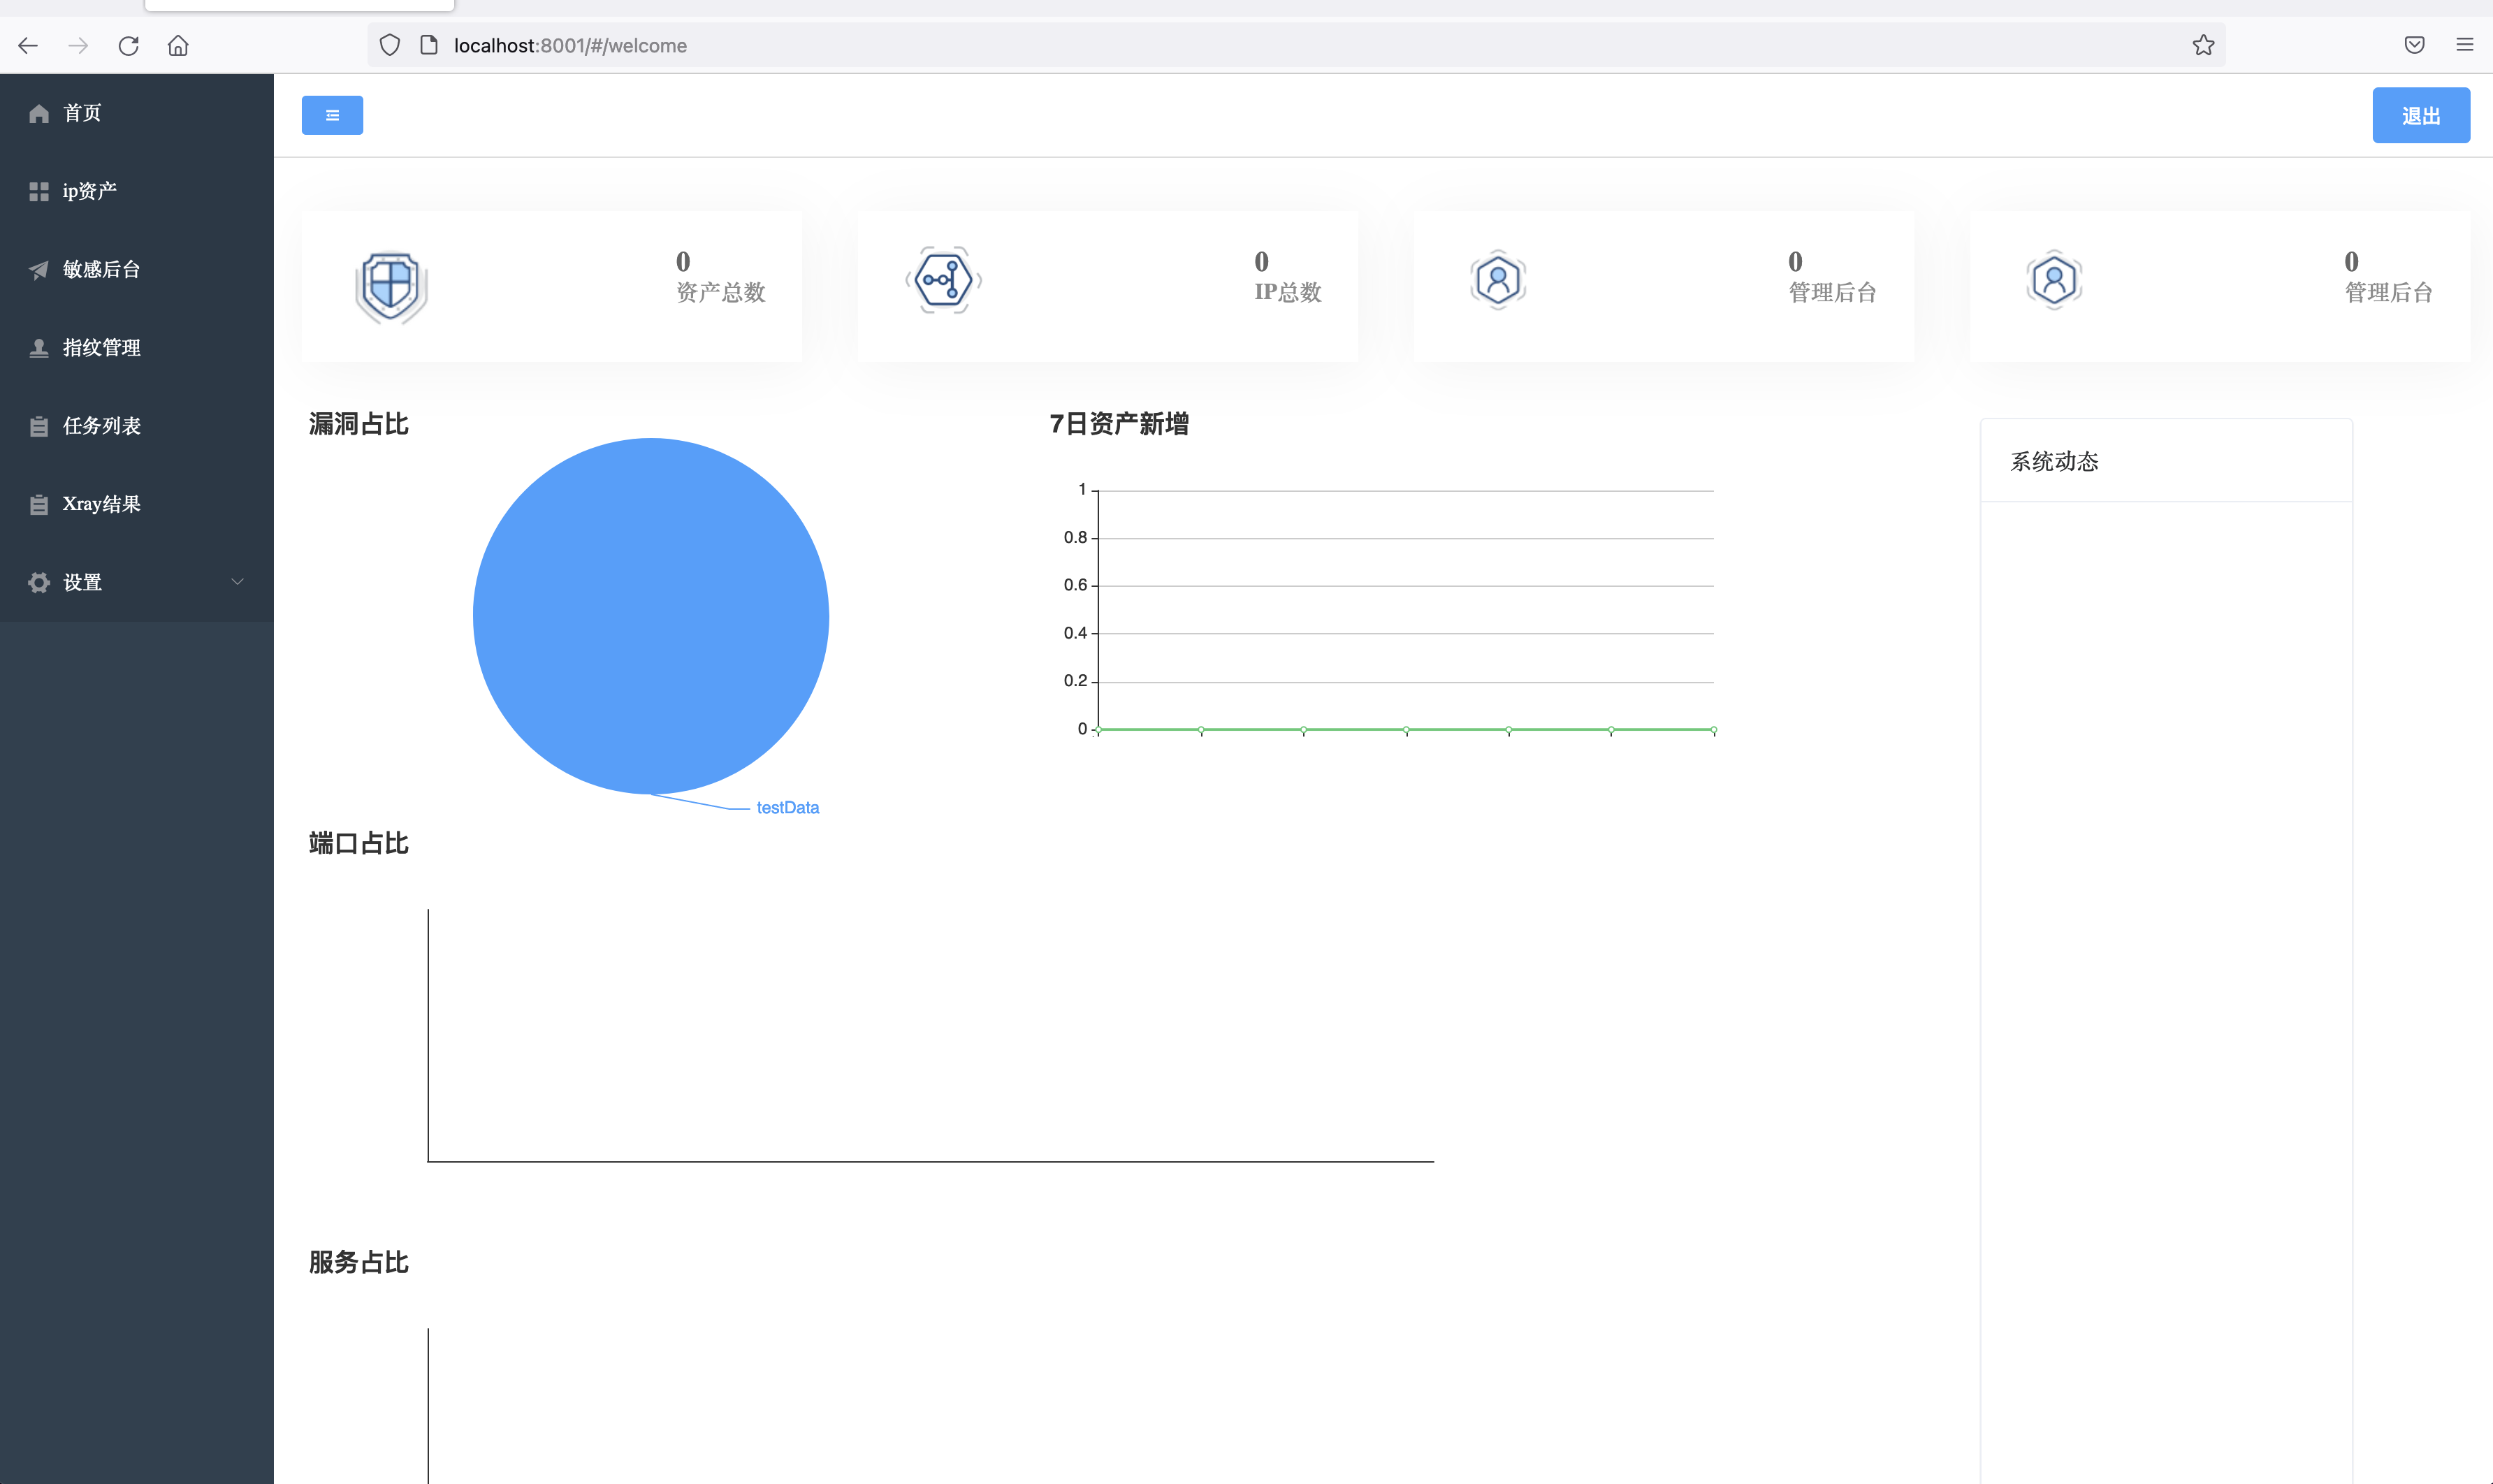 localhost:8001/#/welcome
首页
ip资产
敏感后台
指纹管理
任务列表
Xray结果
设置
退出
0
资产总数
0
IP总数
0
管理后台
0
管理后台
漏洞占比
testData
7日资产新增
1
0.8
0.6
0.4
0.2
0
系统动态
端口占比
服务占比